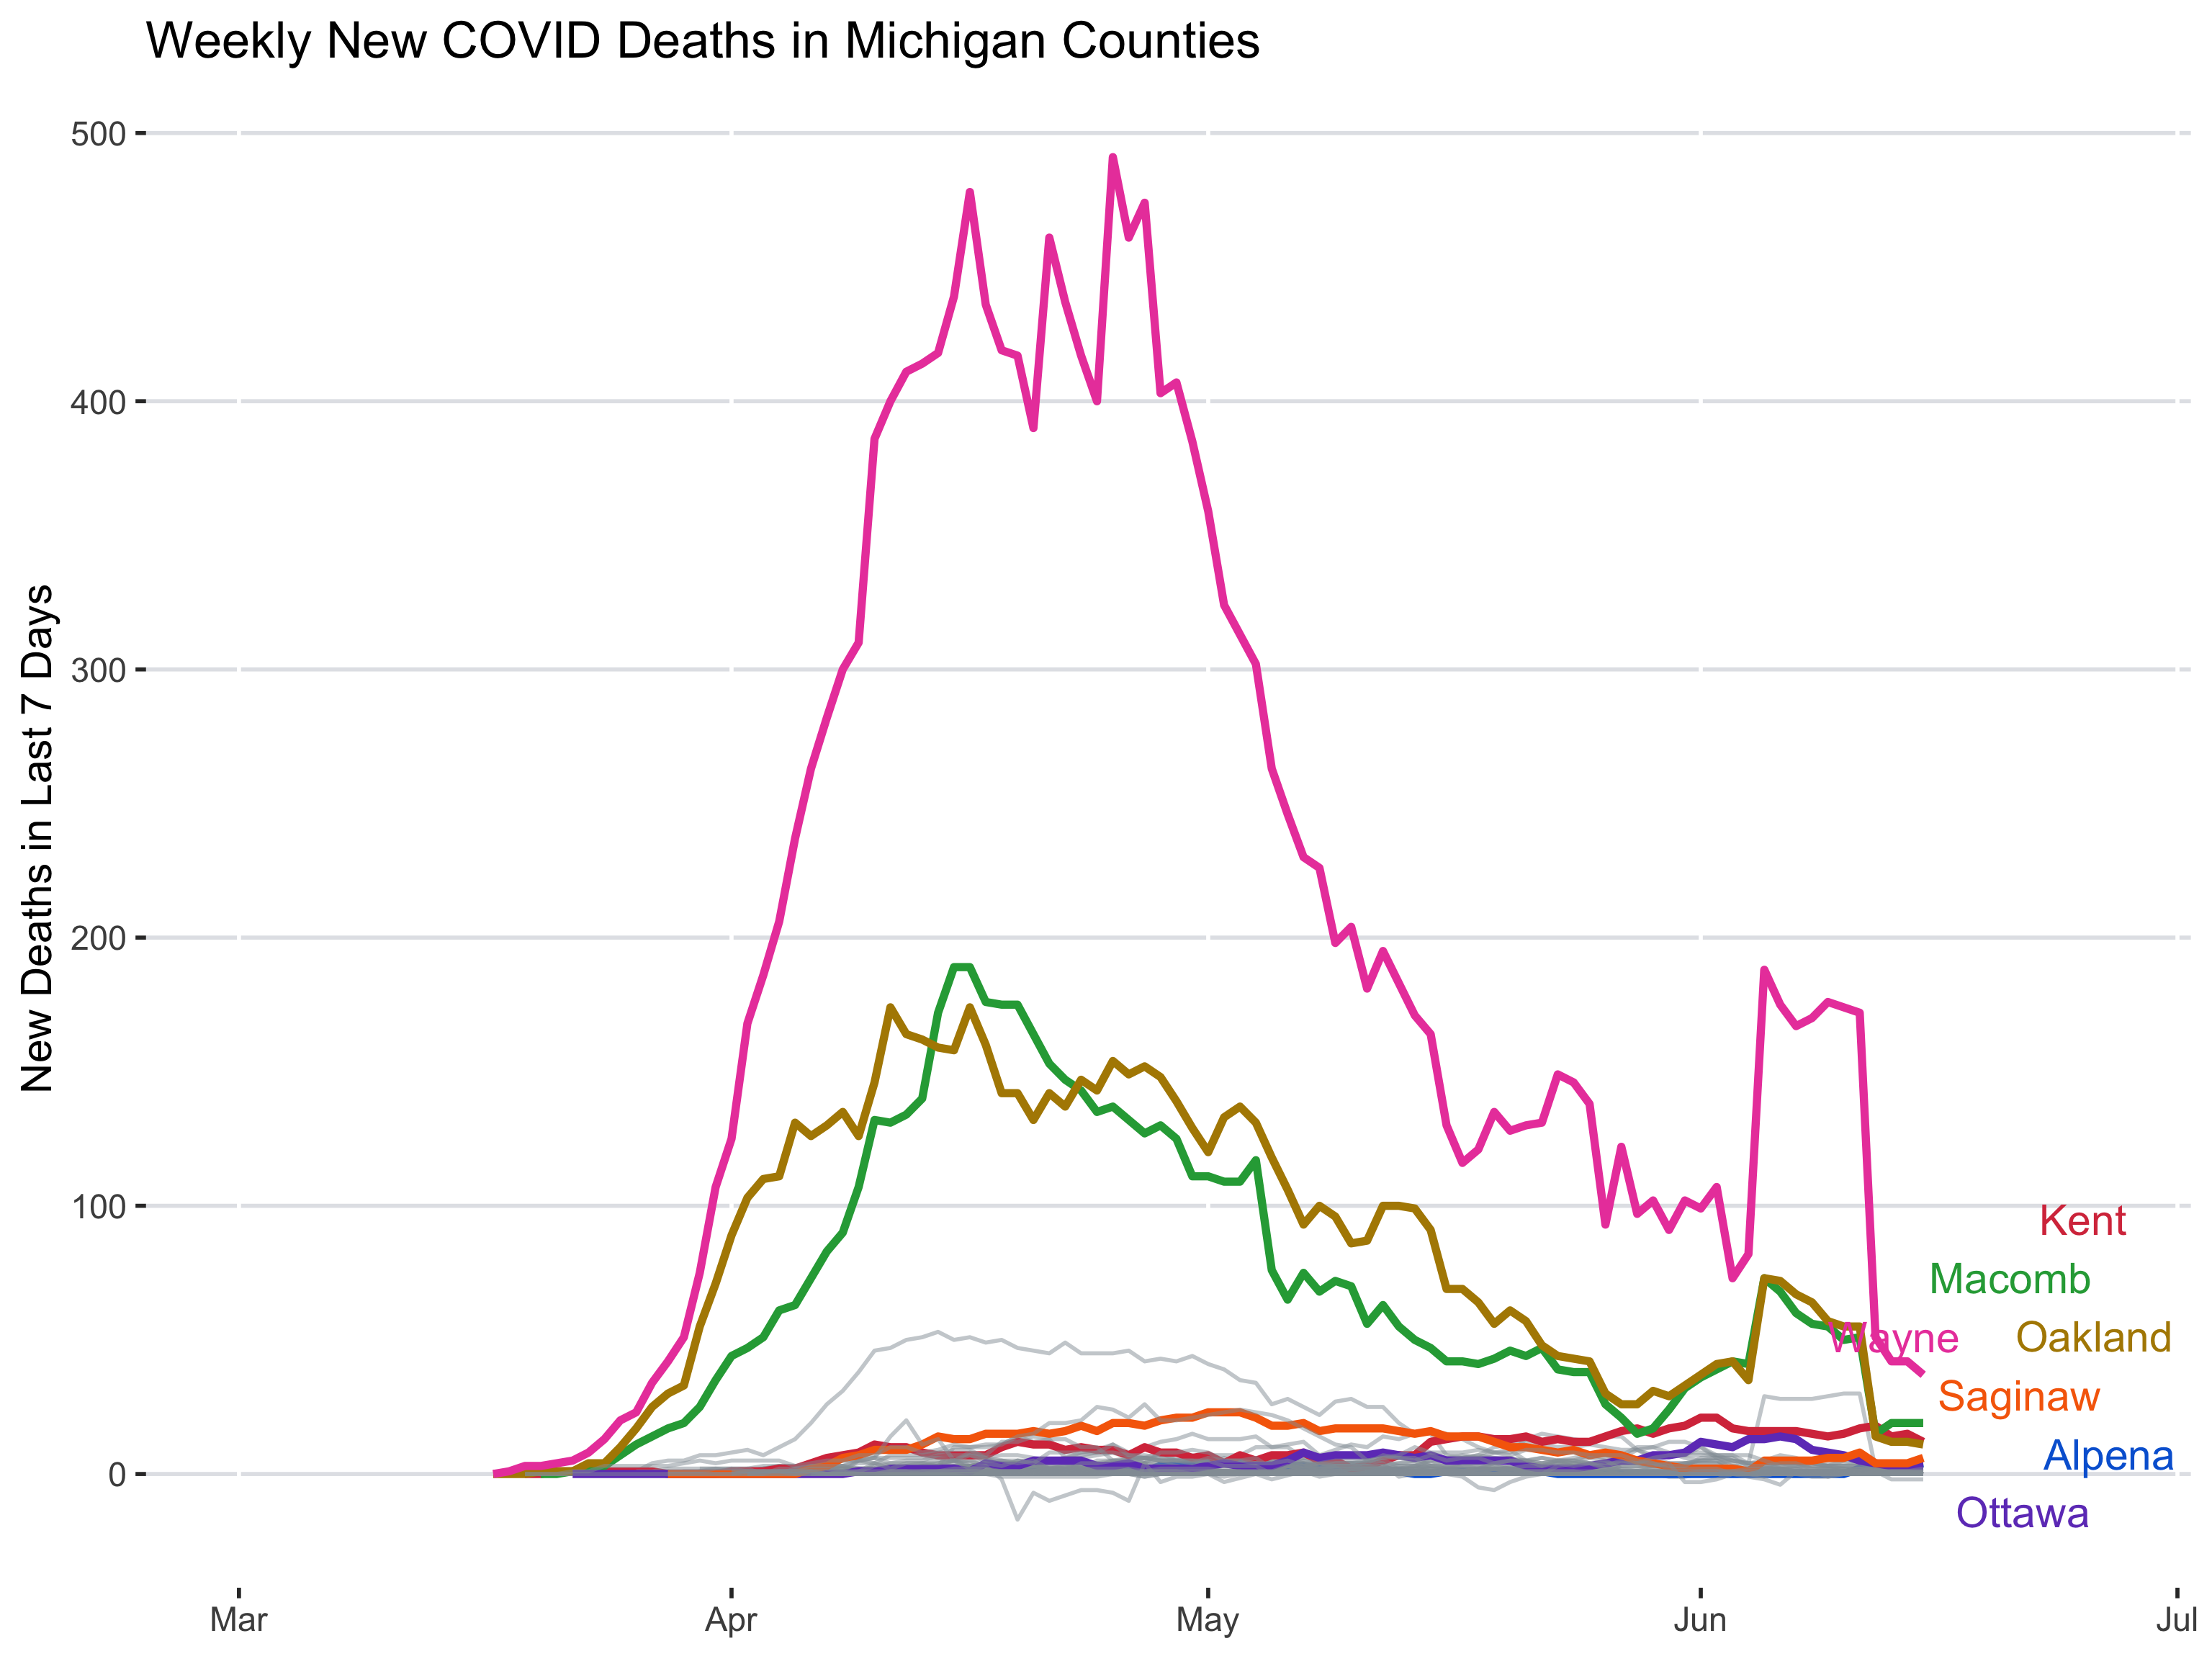 Weekly New COVID Deaths in Michigan Counties
New Deaths in Last 7 Days
500
400
300
200
100
0
Kent
Macomb
Wayne
Oakland
Saginaw
Alpena
Ottawa
Mar
Apr
May
Jun
Jul